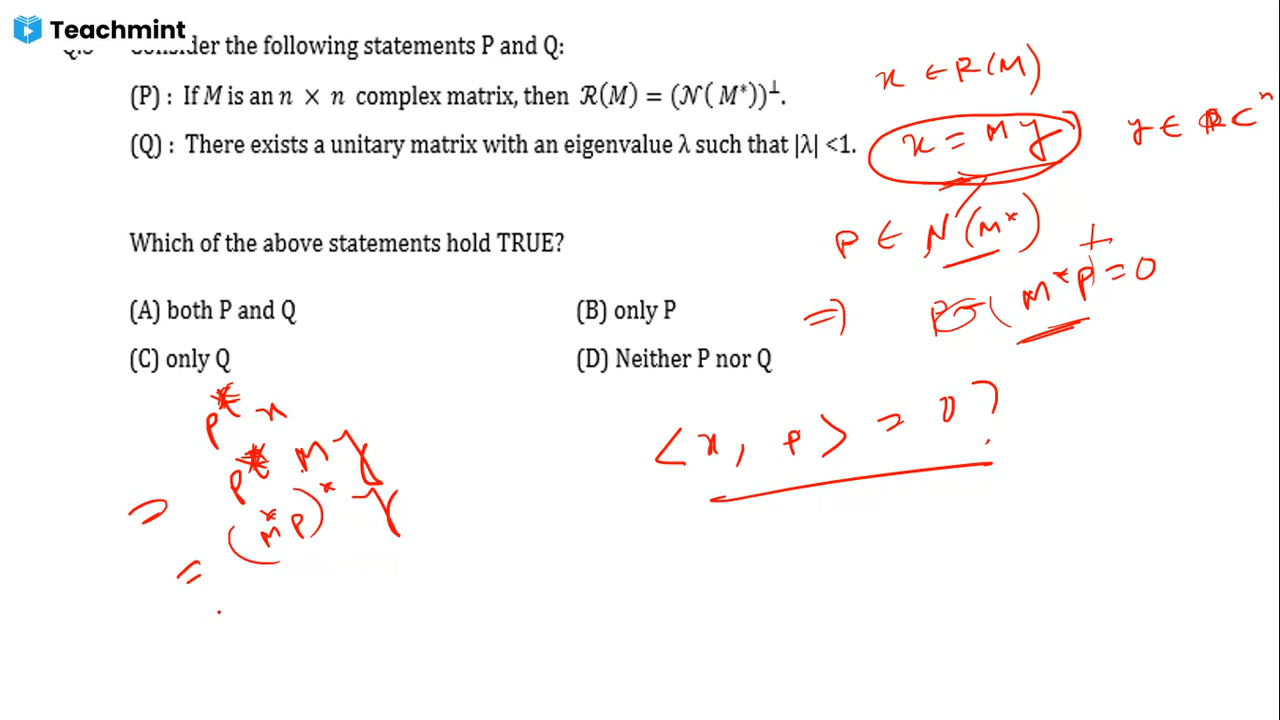 Teachmint
Consider the following statements P and Q:
(P) : If M is an n × n complex matrix, then ℛ(M) = (𝒩( M*))⊥.
(Q) : There exists a unitary matrix with an eigenvalue λ such that |λ| <1.
Which of the above statements hold TRUE?
(A) both P and Q
(B) only P
(C) only Q
(D) Neither P nor Q
x ∈ R(M)
x = M y
y ∈ ℂⁿ
P ∈ N(M*)
⇒ M* P = 0
<x, P> = 0?
P* x
= P* M y
= (M* P)* y
=